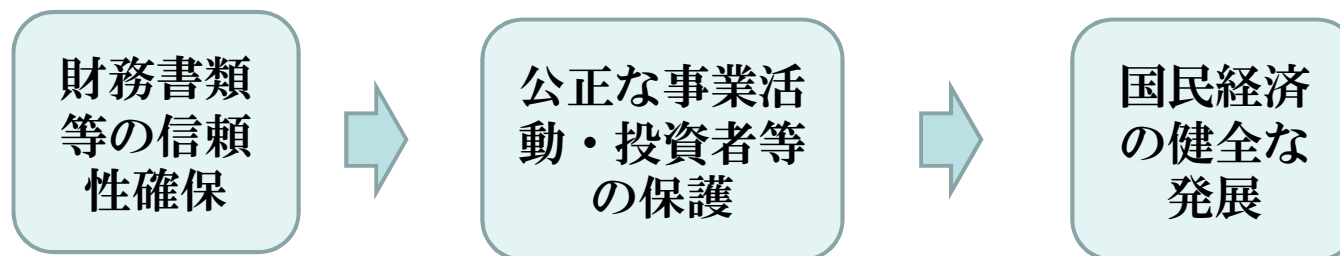 財務書類
等の信頼
性確保
公正な事業活
動・投資者等
の保護
国民経済
の健全な
発展